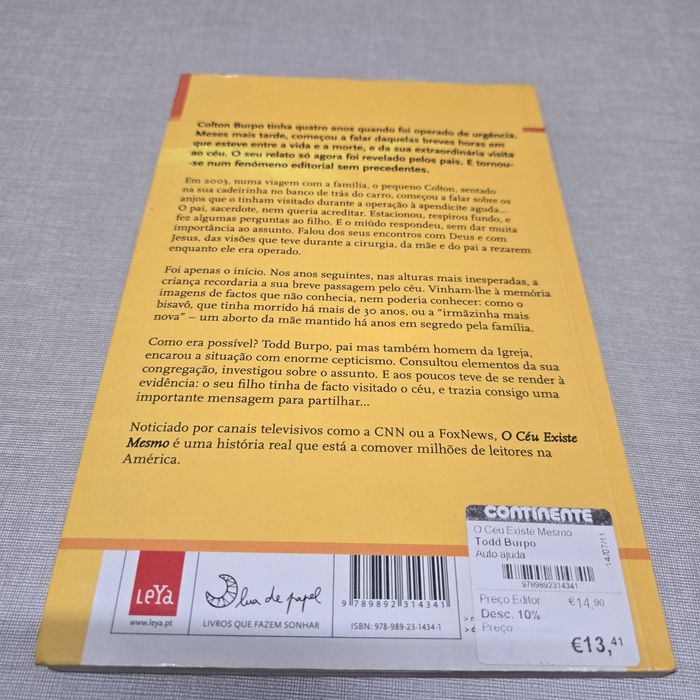 Colton Burpo tinha quatro anos quando foi operado de urgência.
Meses mais tarde, começou a falar daquelas breves horas em
que esteve entre a vida e a morte, e da sua extraordinária visita
ao céu. O seu relato só agora foi revelado pelos pais. E tornou-
-se num fenómeno editorial sem precedentes.
Em 2003, numa viagem com a família, o pequeno Colton, sentado
na sua cadeirinha no banco de trás do carro, começou a falar sobre os
anjos que o tinham visitado durante a operação à apendicite aguda...
O pai, sacerdote, nem queria acreditar. Estacionou, respirou fundo, e
fez algumas perguntas ao filho. E o miúdo respondeu, sem dar muita
importância ao assunto. Falou dos seus encontros com Deus e com
Jesus, das visões que teve durante a cirurgia, da mãe e do pai a rezarem
enquanto ele era operado.
Foi apenas o início. Nos anos seguintes, nas alturas mais inesperadas, a
criança recordaria a sua breve passagem pelo céu. Vinham-lhe à memória
imagens de factos que não conhecia, nem poderia conhecer: como o
bisavô, que tinha morrido há mais de 30 anos, ou a “irmãzinha mais
nova” – um aborto da mãe mantido há anos em segredo pela família.
Como era possível? Todd Burpo, pai mas também homem da Igreja,
encarou a situação com enorme cepticismo. Consultou elementos da sua
congregação, investigou sobre o assunto. E aos poucos teve de se render à
evidência: o seu filho tinha de facto visitado o céu, e trazia consigo uma
importante mensagem para partilhar...
Noticiado por canais televisivos como a CNN ou a FoxNews, O Céu Existe
Mesmo é uma história real que está a comover milhões de leitores na
América.
LEYA
www.leya.pt
lua de papel
LIVROS QUE FAZEM SONHAR
9 789892 314341
ISBN 978-989-23-1434-1
CONTINENTE
O Ceu Existe Mesmo
Todd Burpo
Auto ajuda
14/07/11
9789892314341
Preço Editor €14,90
Desc. 10%
Preço
€13,41